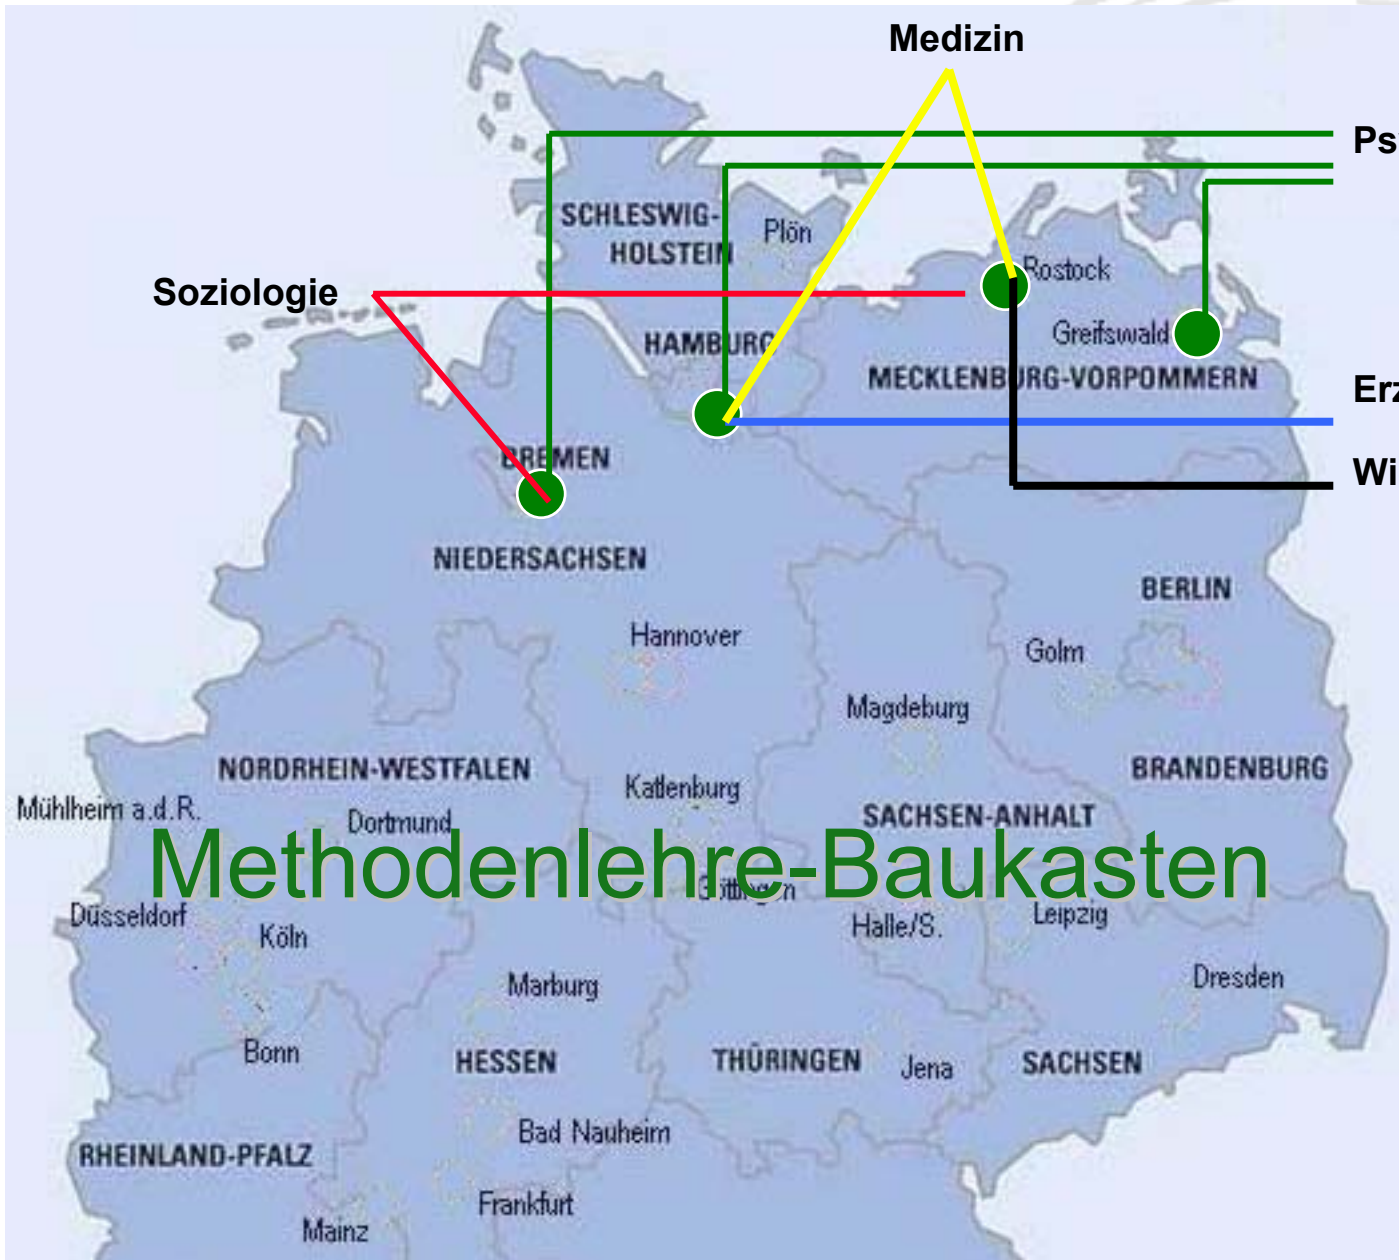 Medizin
Ps
SCHLESWIG-
HOLSTEIN
Plön
Soziologie
Rostock
Greifswald
HAMBURG
MECKLENBURG-VORPOMMERN
Erz
BREMEN
Wi
NIEDERSACHSEN
BERLIN
Hannover
Golm
Magdeburg
NORDRHEIN-WESTFALEN
BRANDENBURG
Katlenburg
Mühlheim a.d.R.
Dortmund
SACHSEN-ANHALT
Methodenlehre-Baukasten
Göttingen
Düsseldorf
Köln
Halle/S.
Leipzig
Marburg
Dresden
Bonn
HESSEN
THÜRINGEN
Jena
SACHSEN
Bad Nauheim
RHEINLAND-PFALZ
Frankfurt
Mainz